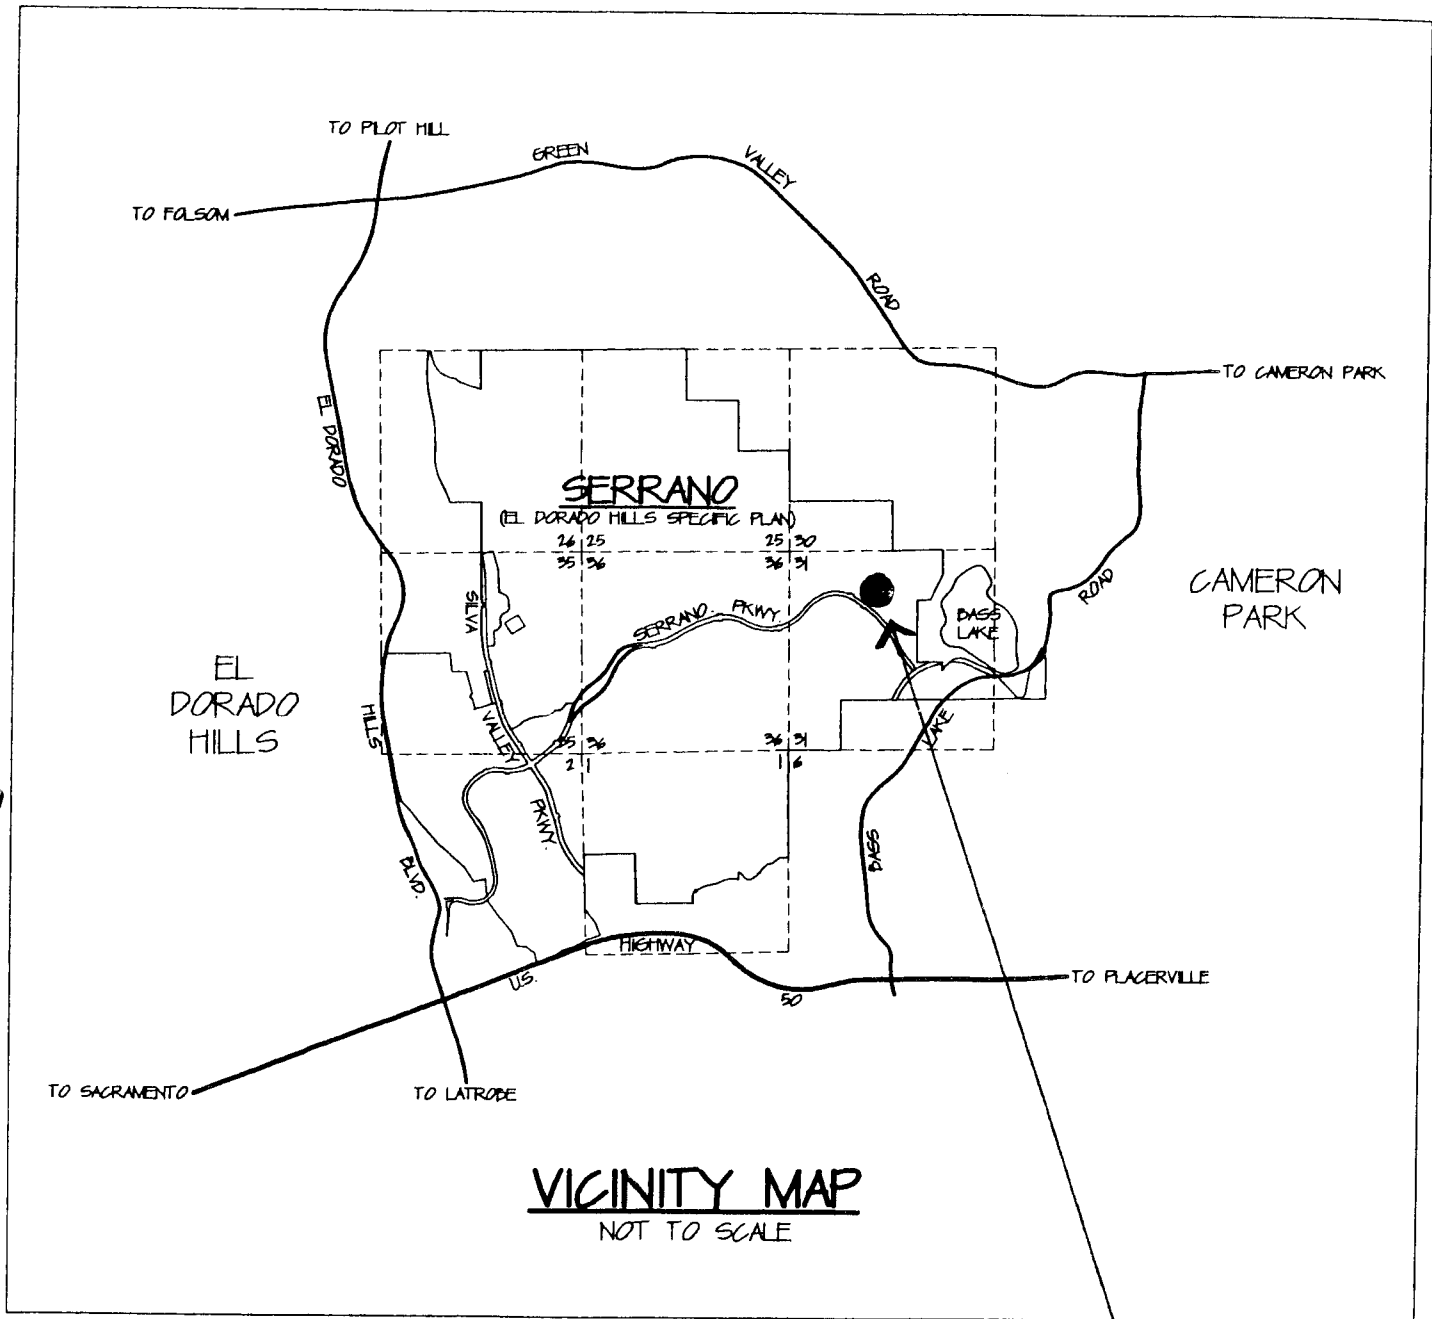 TO PILOT HILL
GREEN
VALLEY
TO FOLSOM
ROAD
TO CAMERON PARK
EL DORADO
SERRANO
(EL DORADO HILLS SPECIFIC PLAN)
26 25
35 36
25 30
36 31
SILVA
SERRANO PKWY.
BASS
LAKE
ROAD
CAMERON
PARK
EL
DORADO
HILLS
HILLS
VALLEY
35 36
2 1
36 31
1 6
LAKE
PKWY.
BASS
BLVD.
HIGHWAY
U.S.
50
TO PLACERVILLE
TO SACRAMENTO
TO LATROBE
VICINITY MAP
NOT TO SCALE